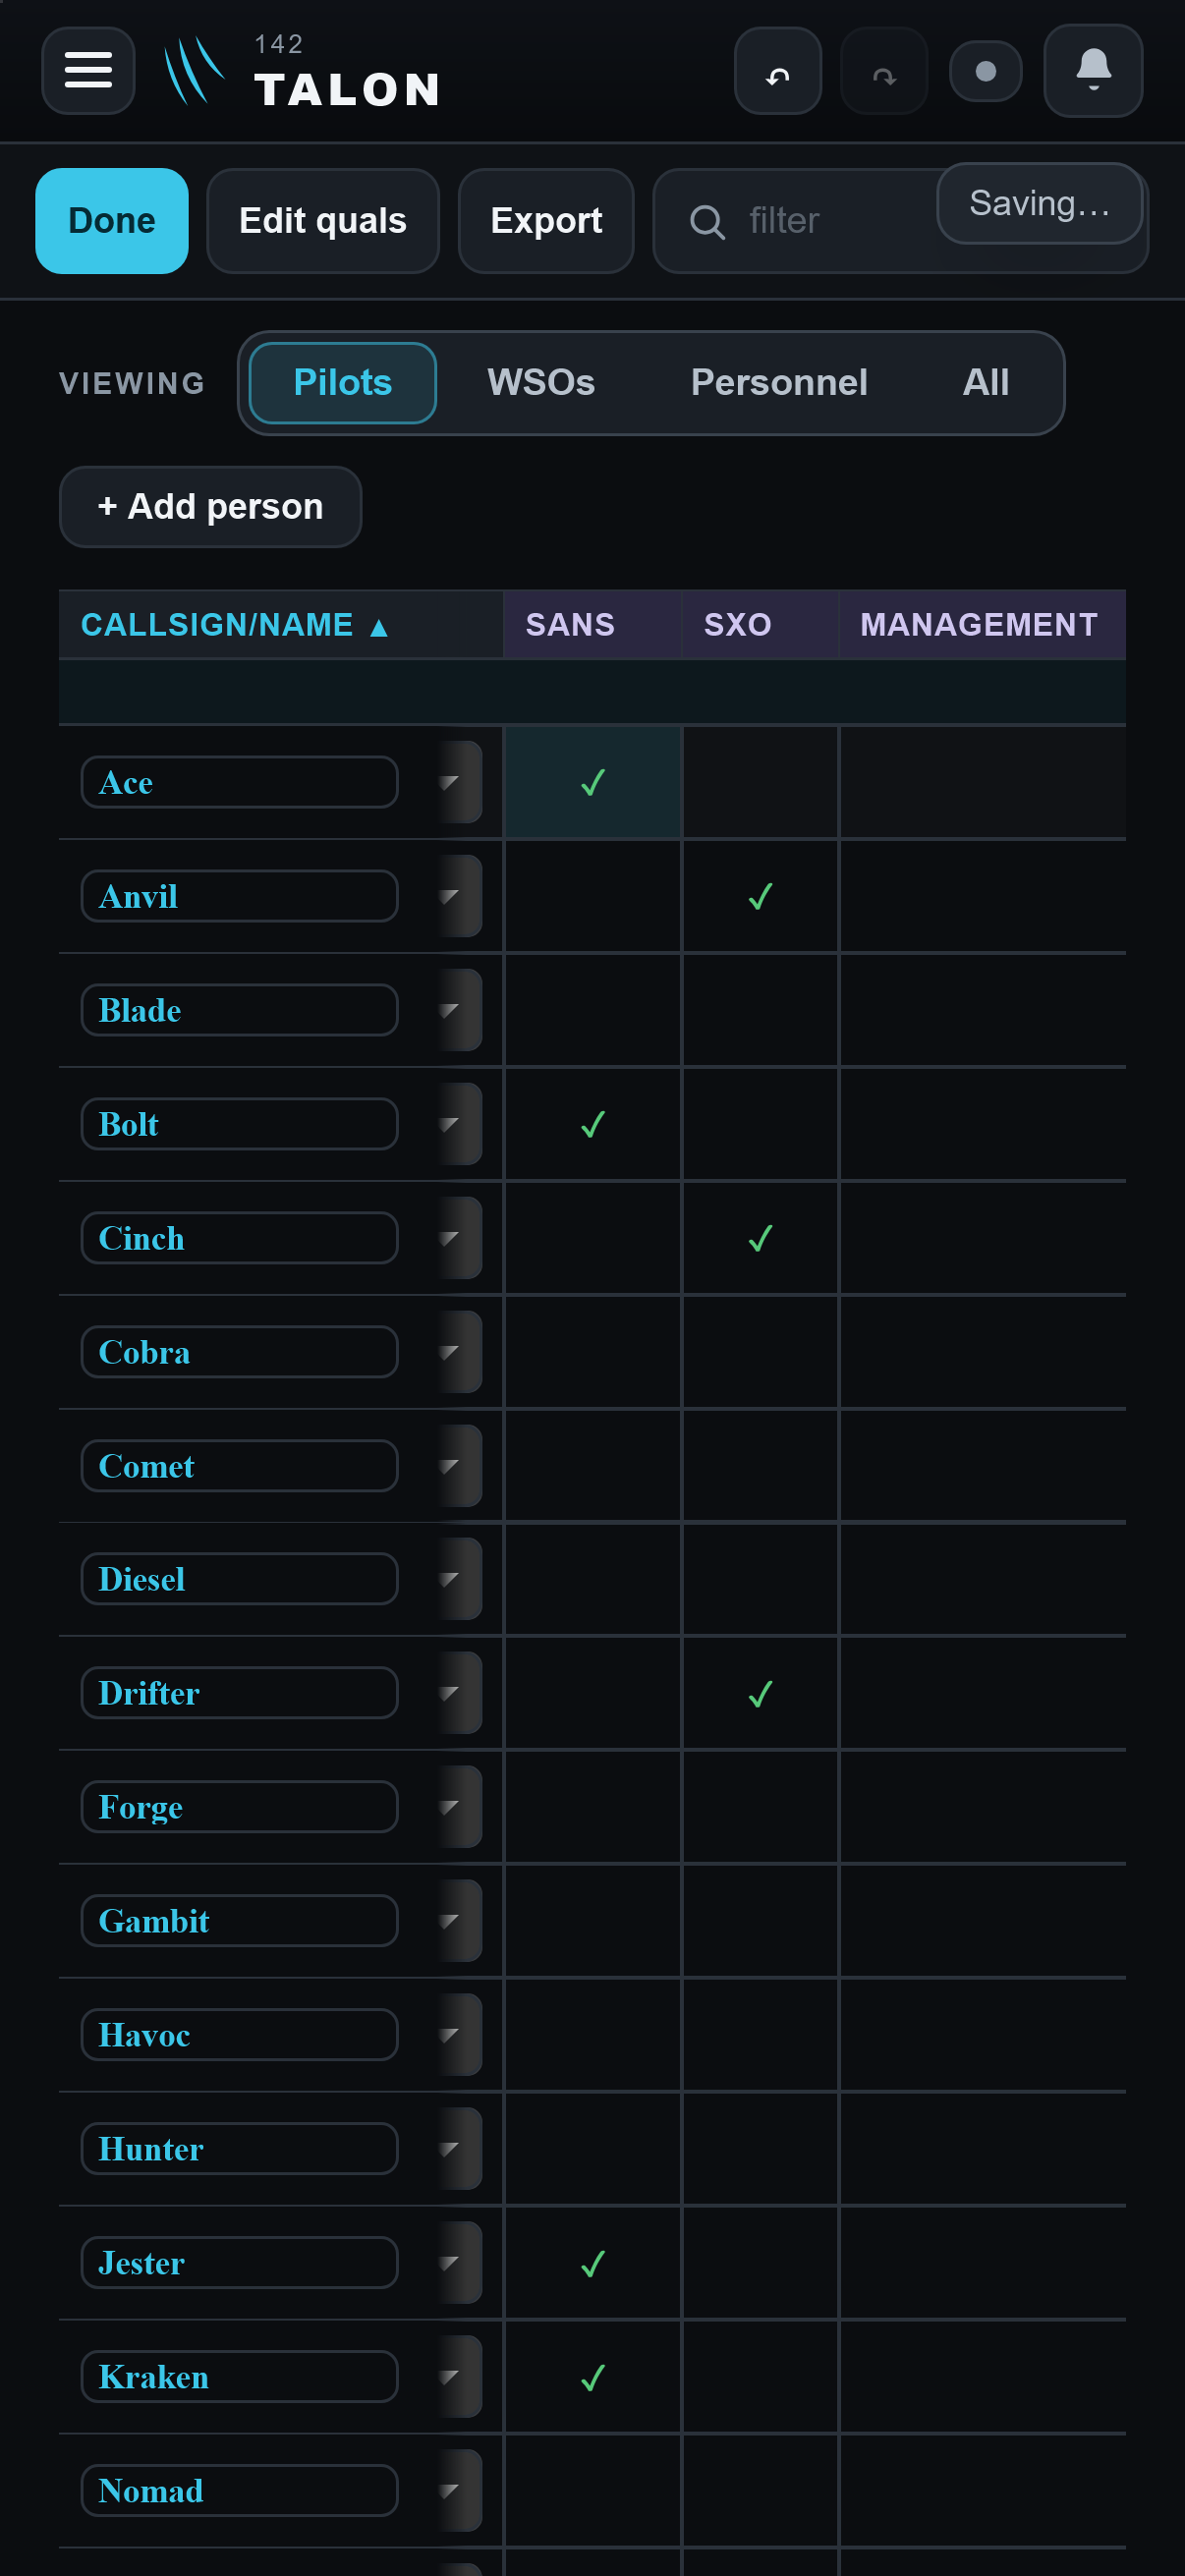 142
TALON
Done
Edit quals
Export
filter
Saving...
VIEWING
Pilots
WSOs
Personnel
All
+ Add person
CALLSIGN/NAME ▲ SANS SXO MANAGEMENT
Ace ✓
Anvil ✓
Blade
Bolt ✓
Cinch ✓
Cobra
Comet
Diesel
Drifter ✓
Forge
Gambit
Havoc
Hunter
Jester ✓
Kraken ✓
Nomad